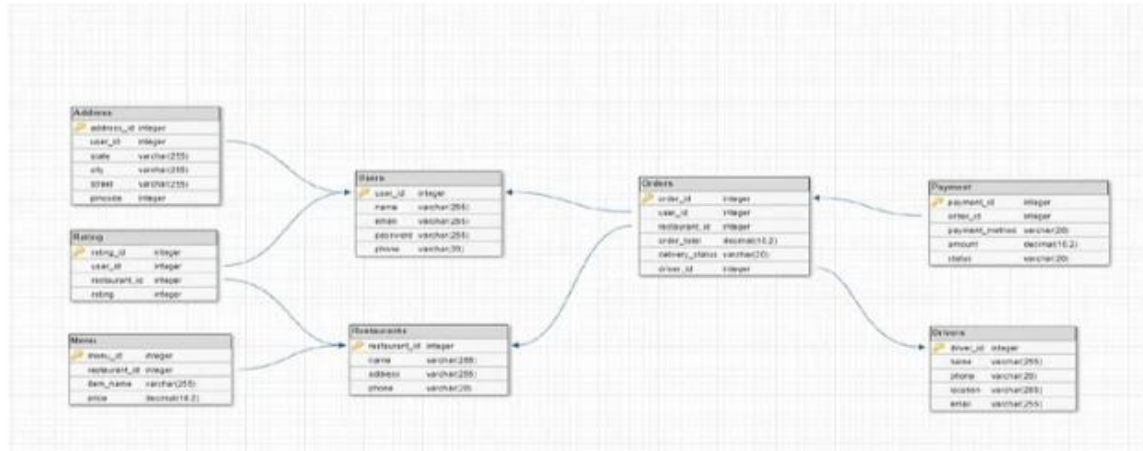 Address
address_id integer
user_id integer
state varchar(255)
city varchar(255)
street varchar(255)
pincode integer
Rating
rating_id integer
user_id integer
restaurant_id integer
rating integer
Menu
menu_id integer
restaurant_id integer
item_name varchar(255)
price decimal(10,2)
Users
user_id integer
name varchar(255)
email varchar(255)
password varchar(255)
phone
Restaurants
restaurant_id integer
name varchar(255)
address varchar(255)
phone varchar(20)
Orders
order_id integer
user_id integer
restaurant_id integer
order_total decimal(10,2)
delivery_status varchar(20)
driver_id integer
Payment
payment_id integer
order_id integer
payment_method varchar(20)
amount decimal(10,2)
status varchar(20)
Drivers
driver_id integer
name varchar(255)
phone varchar(20)
location varchar(255)
email varchar(255)